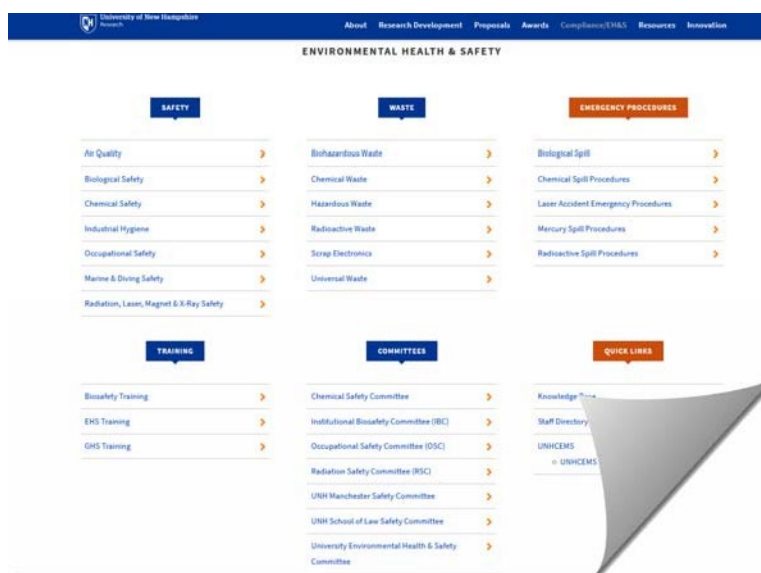 University of New Hampshire
Research
About Research Development Proposals Awards Compliance/EH&S Resources Innovation
ENVIRONMENTAL HEALTH & SAFETY
SAFETY
Air Quality
Biological Safety
Chemical Safety
Industrial Hygiene
Occupational Safety
Marine & Diving Safety
Radiation, Laser, Magnet & X-Ray Safety
WASTE
Biohazardous Waste
Chemical Waste
Hazardous Waste
Radioactive Waste
Scrap Electronics
Universal Waste
EMERGENCY PROCEDURES
Biological Spill
Chemical Spill Procedures
Laser Accident Emergency Procedures
Mercury Spill Procedures
Radioactive Spill Procedures
TRAINING
Biosafety Training
EHS Training
GHS Training
COMMITTEES
Chemical Safety Committee
Institutional Biosafety Committee (IBC)
Occupational Safety Committee (OSC)
Radiation Safety Committee (RSC)
UNH Manchester Safety Committee
UNH School of Law Safety Committee
University Environmental Health & Safety
Committee
QUICK LINKS
Knowledge
Staff Directory
UNHCEMS
UNHCEMS